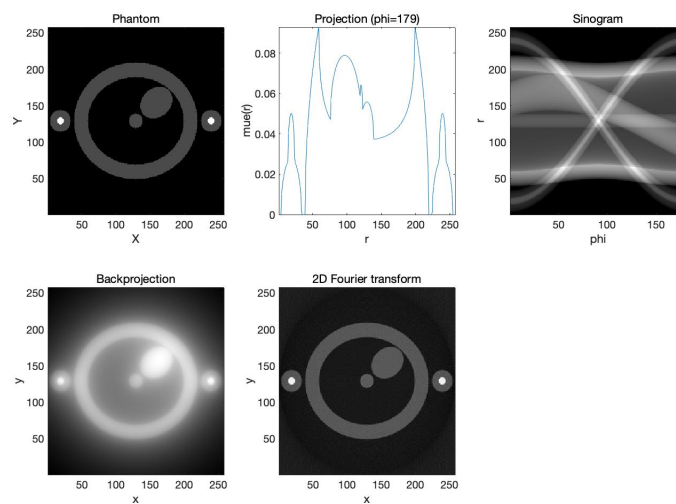 Phantom
250
200
150
100
50
50 100 150 200 250
Y
X
Projection (phi=179)
0.08
0.06
0.04
0.02
0
0 50 100 150 200 250
mue(r)
r
Sinogram
250
200
150
100
50
50 100 150
r
phi
Backprojection
250
200
150
100
50
50 100 150 200 250
y
x
2D Fourier transform
250
200
150
100
50
50 100 150 200 250
y
x